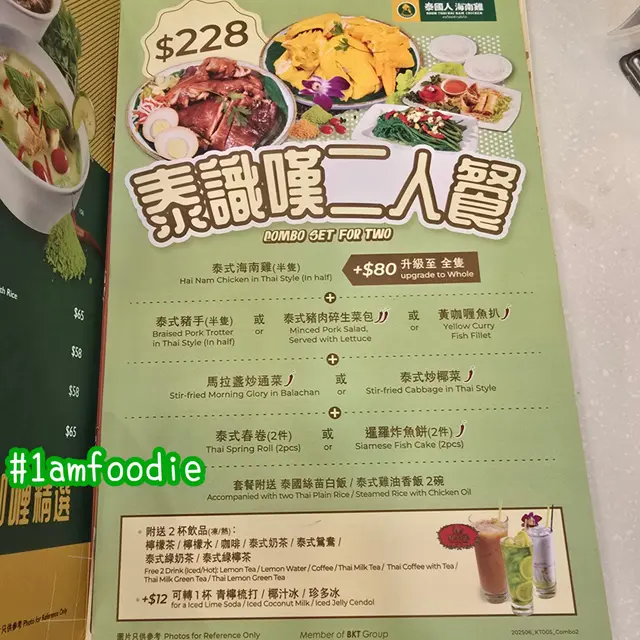 泰國人 海南雞
$228
泰識嘆二人餐
COMBO SET FOR TWO
泰式海南雞(半隻)
Hai Nam Chicken in Thai Style (In half)
+$80 升級至 全隻
upgrade to Whole
泰式豬手(半隻) 或 泰式豬肉碎生菜包 或 黃咖喱魚扒
Braised Pork Trotter or Minced Pork Salad, or Yellow Curry
in Thai Style (In half) Served with Lettuce Fish Fillet
馬拉盞炒通菜 或 泰式炒椰菜
Stir-fried Morning Glory in Balachan or Stir-fried Cabbage in Thai Style
泰式春卷(2件) 或 暹羅炸魚餅(2件)
Thai Spring Roll (2pcs) or Siamese Fish Cake (2pcs)
套餐附送 泰國絲苗白飯 / 泰式雞油香飯 2碗
Accompanied with two Thai Plain Rice / Steamed Rice with Chicken Oil
• 附送 2 杯飲品(凍/熱):
檸檬茶 / 檸檬水 / 咖啡 / 泰式奶茶 / 泰式鴛鴦 /
泰式綠奶茶 / 泰式綠檸茶
Free 2 Drink (Iced/Hot): Lemon Tea / Lemon Water / Coffee / Thai Milk Tea / Thai Coffee with Tea /
Thai Milk Green Tea / Thai Lemon Green Tea
• +$12 可轉 1 杯 青檸梳打 / 椰汁冰 / 珍多冰
for a Iced Lime Soda / Iced Coconut Milk / Iced Jelly Cendol
圖片只供參考 Photos for Reference Only
Member of BKT Group
202506_KTD05_Combo2
Rice
$65
$58
$58
$65
#1amfoodie
精選
只供參考 Photos for Reference Only